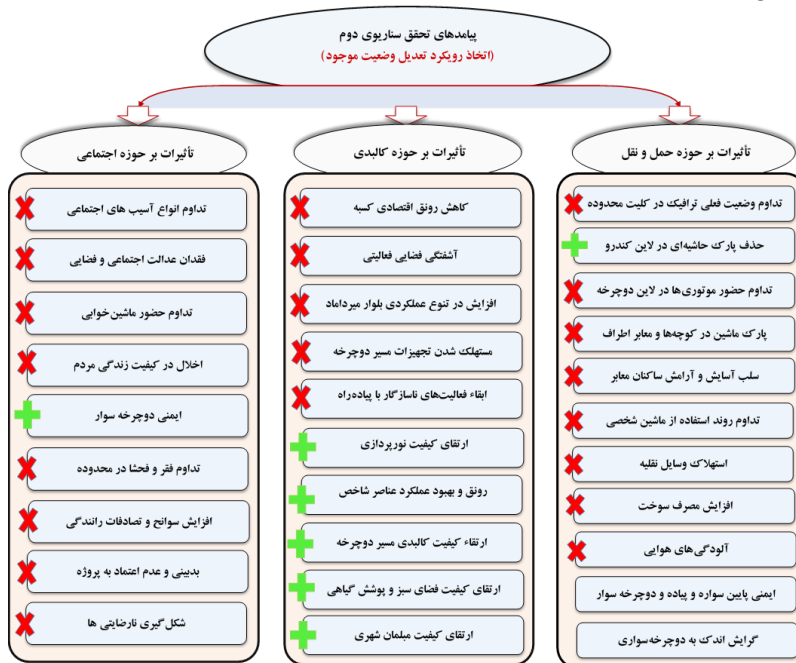 پیامدهای تحقق سناریوی دوم
(اتخاذ رویکرد تعدیل وضعیت موجود)
تأثیرات بر حوزه حمل و نقل
تداوم وضعیت فعلی ترافیک در کلیت محدوده
حذف پارک حاشیه‌ای در لاین کندرو
تداوم حضور موتوری‌ها در لاین دوچرخه
پارک ماشین در کوچه‌ها و معابر اطراف
سلب آسایش و آرامش ساکنان معابر
تداوم روند استفاده از ماشین شخصی
استهلاک وسایل نقلیه
افزایش مصرف سوخت
آلودگی‌های هوایی
ایمنی پایین سواره و پیاده و دوچرخه سوار
گرایش اندک به دوچرخه‌سواری
تأثیرات بر حوزه کالبدی
کاهش رونق اقتصادی کسبه
آشفتگی فضایی فعالیتی
افزایش در تنوع عملکردی بلوار میرداماد
مستهلک شدن تجهیزات مسیر دوچرخه
ابقاء فعالیت‌های ناسازگار با پیاده‌راه
ارتقای کیفیت نورپردازی
رونق و بهبود عملکرد عناصر شاخص
ارتقاء کیفیت کالبدی مسیر دوچرخه
ارتقای کیفیت فضای سبز و پوشش گیاهی
ارتقای کیفیت مبلمان شهری
تأثیرات بر حوزه اجتماعی
تداوم انواع آسیب های اجتماعی
فقدان عدالت اجتماعی و فضایی
تداوم حضور ماشین‌خوابی
اخلال در کیفیت زندگی مردم
ایمنی دوچرخه سوار
تداوم فقر و فحشا در محدوده
افزایش سوانح و تصادفات رانندگی
بدبینی و عدم اعتماد به پروژه
شکل‌گیری نارضایتی ها